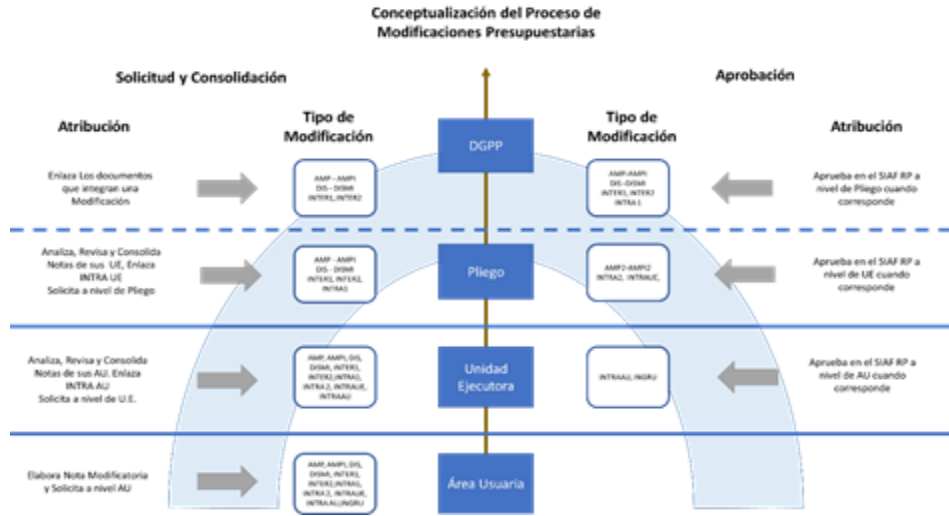 Conceptualización del Proceso de
Modificaciones Presupuestarias
Solicitud y Consolidación
Aprobación
Atribución
Tipo de
Modificación
Tipo de
Modificación
Atribución
DGPP
Enlaza Los documentos
que integran una
Modificación
AMP - AMPI
DIS - DISMI
INTER1, INTER2
AMP-AMPI
DIS -DISMI
INTER1, INTER2
INTRA 1
Aprueba en el SIAF RP a
nivel de Pliego cuando
corresponde
Analiza, Revisa y Consolida
Notas de sus UE, Enlaza
INTRA UE
Solicita a nivel de Pliego
AMP - AMPI
DIS - DISMI
INTER1, INTER2,
INTRA1
Pliego
AMP2-AMPI2
INTRA2, INTRAUE,
Aprueba en el SIAF RP a
nivel de UE cuando
corresponde
Analiza, Revisa y Consolida
Notas de sus AU. Enlaza
INTRA AU
Solicita a nivel de U.E.
AMP, AMPI, DIS,
DISMI, INTER1,
INTER2,INTRA1,
INTRA 2, INTRAUE,
INTRAAU
Unidad
Ejecutora
INTRAAU, INGRU
Aprueba en el SIAF RP a
nivel de AU cuando
corresponde
Elabora Nota Modificatoria
y Solicita a nivel AU
AMP, AMPI, DIS,
DISMI, INTER1,
INTER2,INTRA1,
INTRA 2, INTRAUE,
INTRA AU,INGRU
Área Usuaria